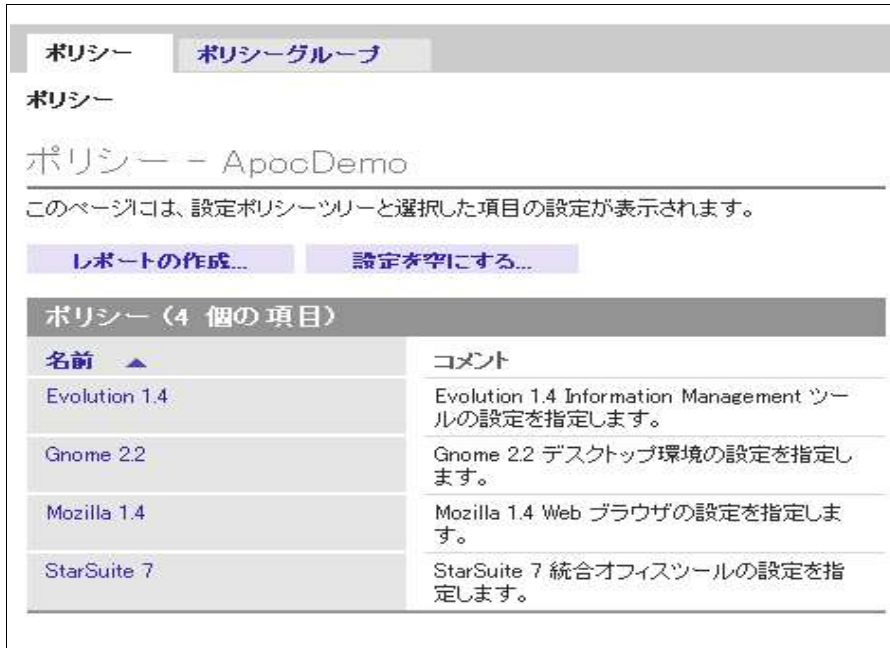 ポリシー ポリシーグループ
ポリシー
ポリシー - ApocDemo
このページには、設定ポリシーツリーと選択した項目の設定が表示されます。
レポートの作成... 設定を空にする...
ポリシー (4 個の項目)
名前 コメント
Evolution 1.4 Evolution 1.4 Information Management ツー
ルの設定を指定します。
Gnome 2.2 Gnome 2.2 デスクトップ環境の設定を指定し
ます。
Mozilla 1.4 Mozilla 1.4 Web ブラウザの設定を指定しま
す。
StarSuite 7 StarSuite 7 統合オフィスツールの設定を指
定します。